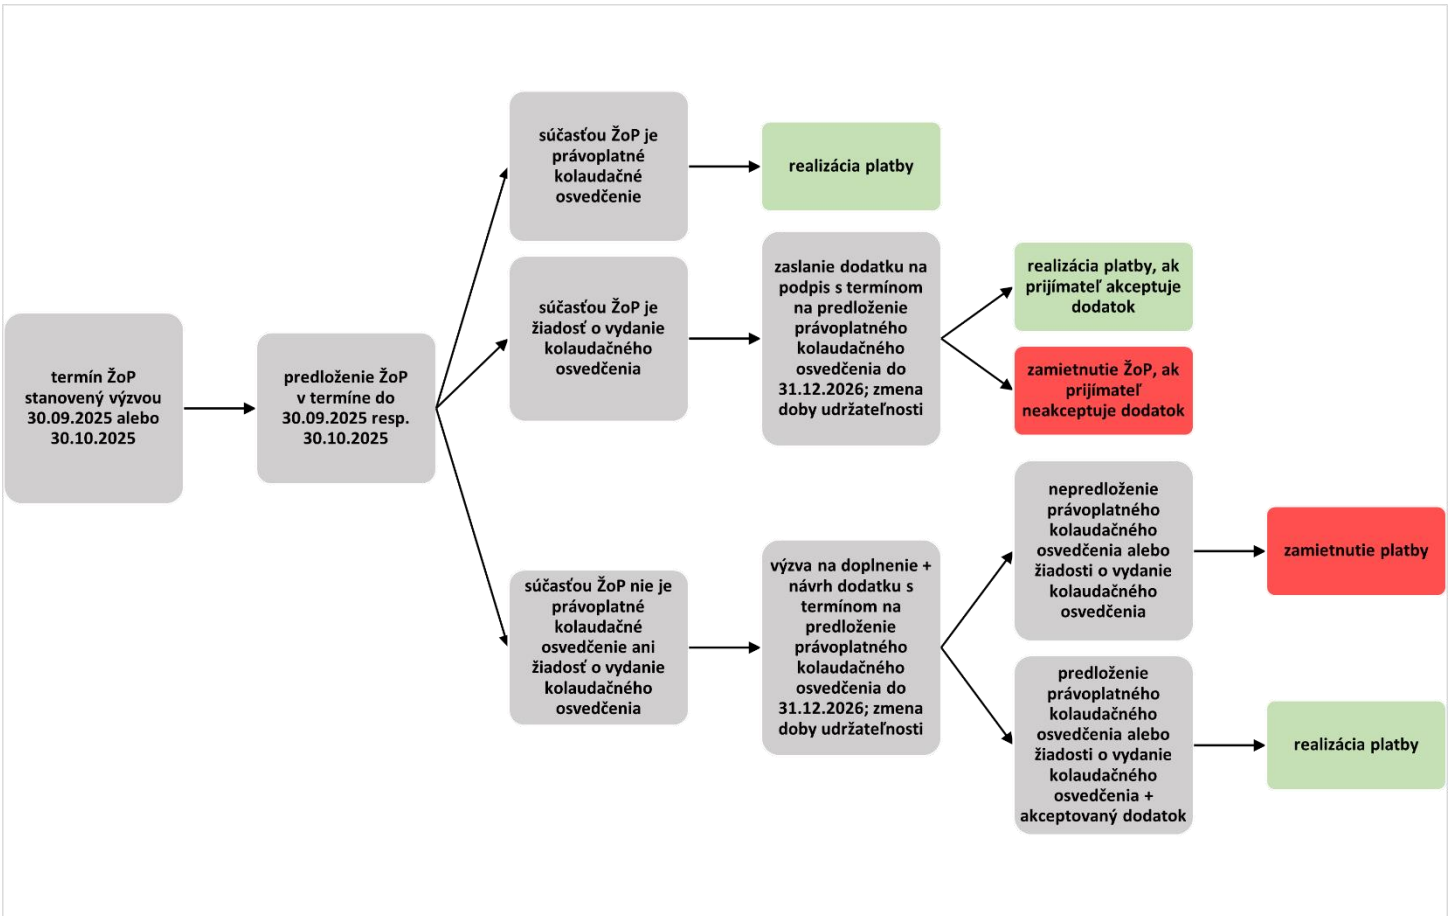 termín ŽoP
stanovený výzvou
30.09.2025 alebo
30.10.2025
predloženie ŽoP
v termíne do
30.09.2025 resp.
30.10.2025
súčasťou ŽoP je
právoplatné
kolaudačné
osvedčenie
realizácia platby
súčasťou ŽoP je
žiadosť o vydanie
kolaudačného
osvedčenia
zaslanie dodatku na
podpis s termínom
na predloženie
právoplatného
kolaudačného
osvedčenia do
31.12.2026; zmena
doby udržateľnosti
realizácia platby, ak
prijímateľ akceptuje
dodatok
zamietnutie ŽoP, ak
prijímateľ
neakceptuje dodatok
súčasťou ŽoP nie je
právoplatné
kolaudačné
osvedčenie ani
žiadosť o vydanie
kolaudačného
osvedčenia
výzva na doplnenie +
návrh dodatku s
termínom na
predloženie
právoplatného
kolaudačného
osvedčenia do
31.12.2026; zmena
doby udržateľnosti
nepredloženie
právoplatného
kolaudačného
osvedčenia alebo
žiadosti o vydanie
kolaudačného
osvedčenia
zamietnutie platby
predloženie
právoplatného
kolaudačného
osvedčenia alebo
žiadosti o vydanie
kolaudačného
osvedčenia +
akceptovaný dodatok
realizácia platby